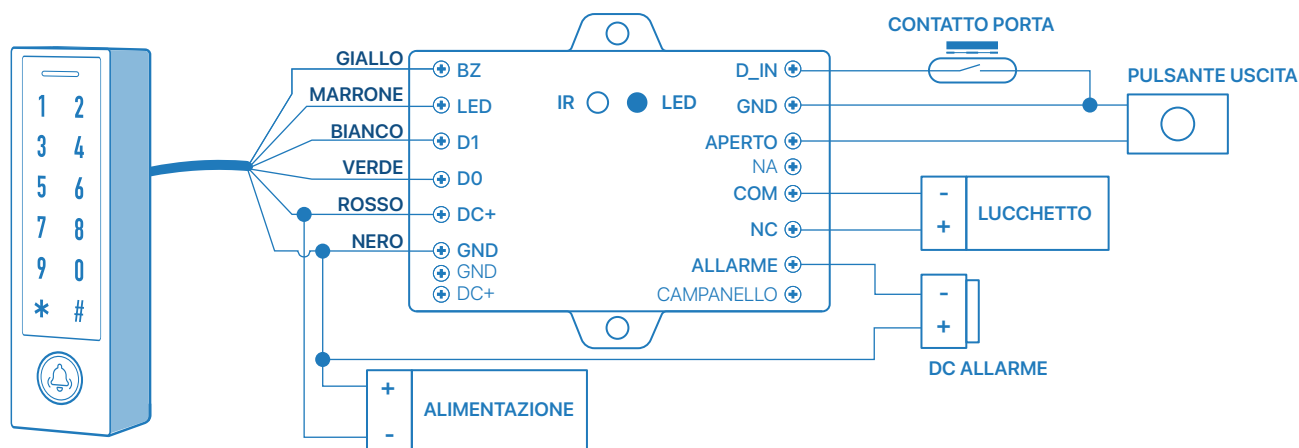 CONTATTO PORTA
PULSANTE USCITA
GIALLO
MARRONE
BIANCO
VERDE
ROSSO
NERO
BZ
LED
D1
D0
DC+
GND
GND
DC+
IR
LED
D_IN
GND
APERTO
NA
COM
NC
ALLARME
CAMPANELLO
-
+
LUCCHETTO
-
+
DC ALLARME
+
-
ALIMENTAZIONE
1 2
3 4
5 6
7 8
9 0
* #